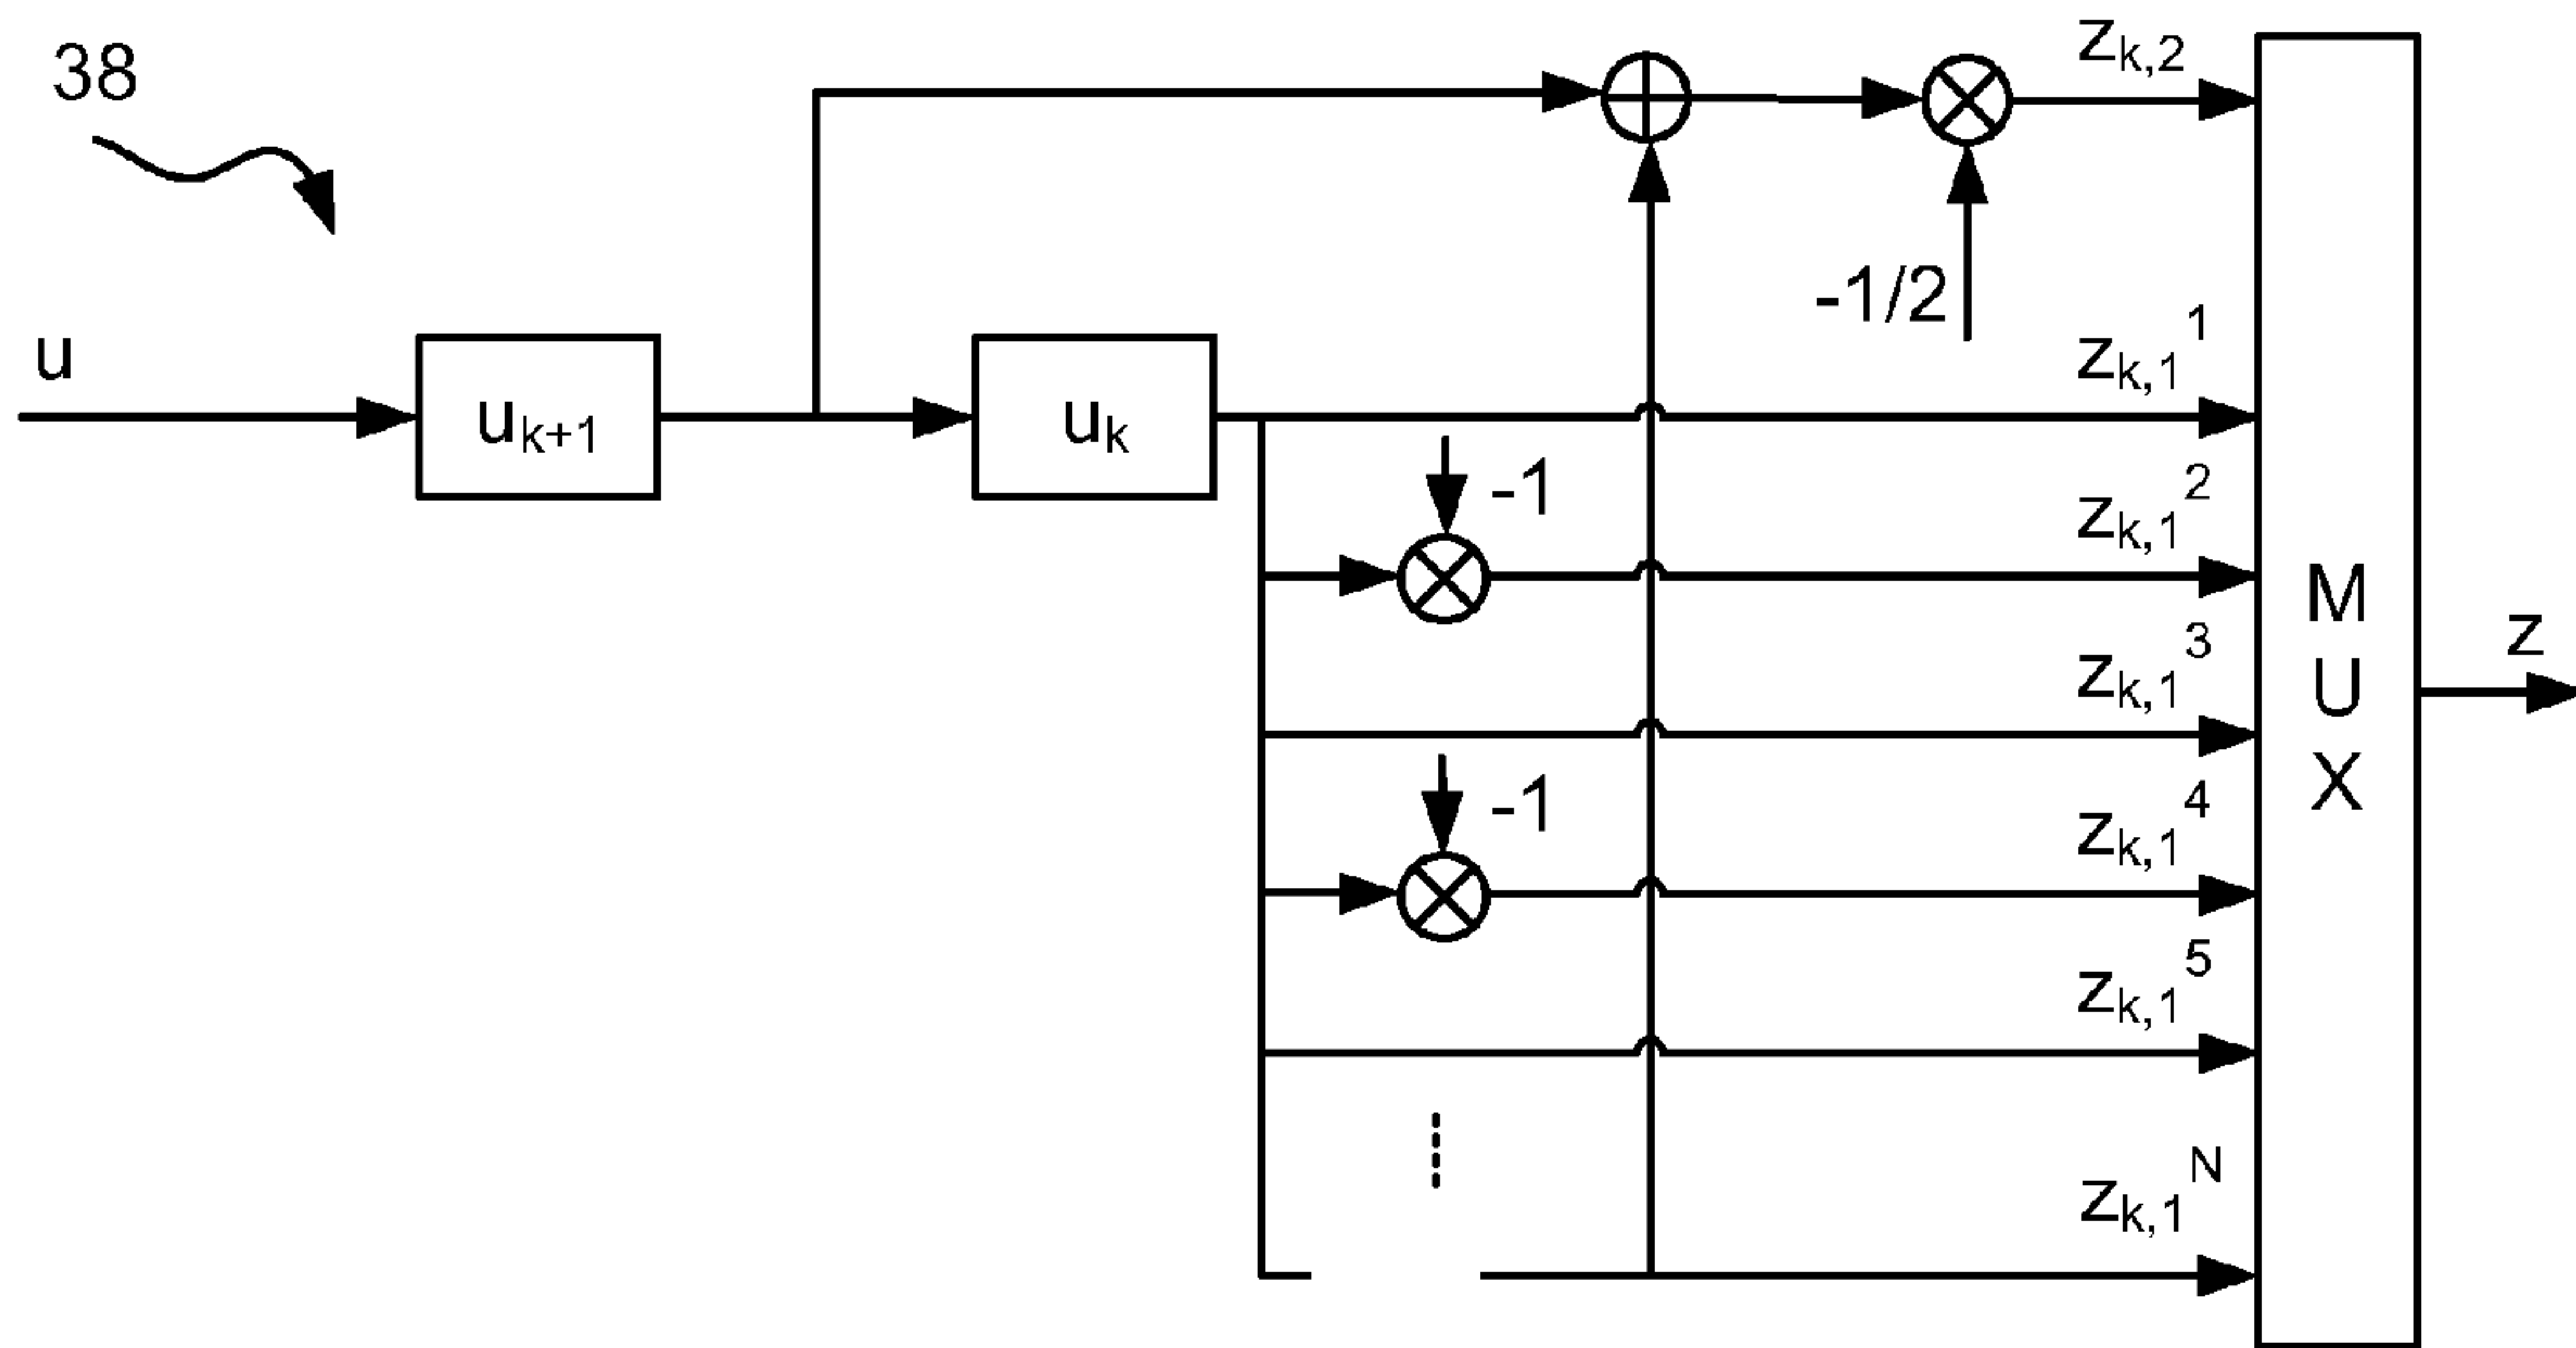 38
z_{k,2}
-1/2
u
u_{k+1}
u_k
z_{k,1}^1
-1
z_{k,1}^2
z_{k,1}^3
-1
z_{k,1}^4
z_{k,1}^5
z_{k,1}^N
M
U
X
z